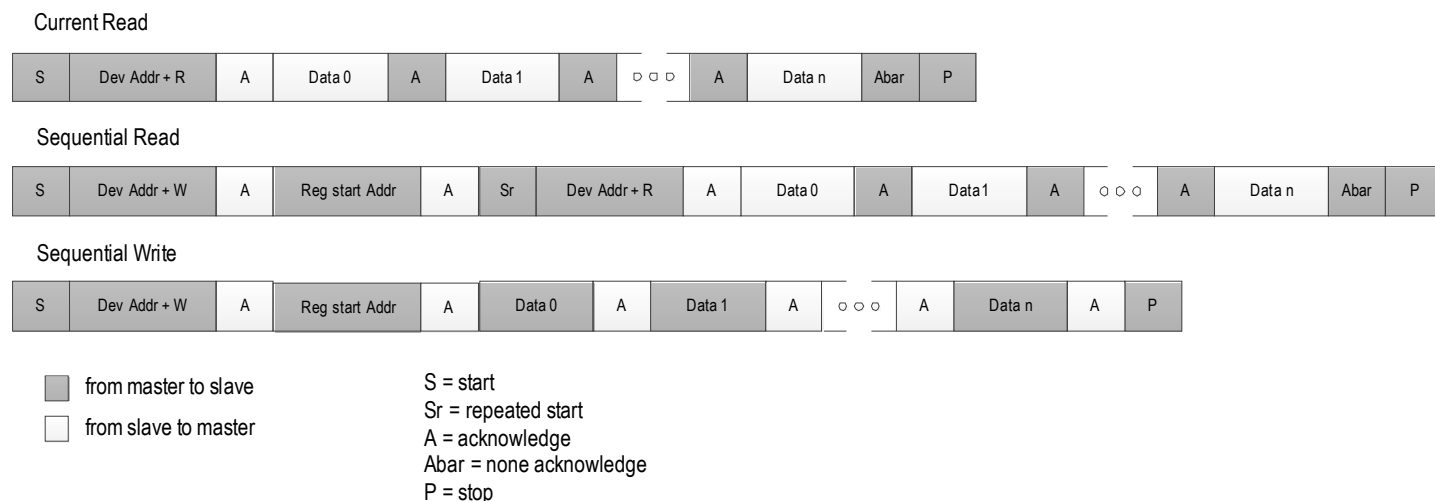 Current Read
S Dev Addr + R A Data 0 A Data 1 A A Data n Abar P
Sequential Read
S Dev Addr + W A Reg start Addr A Sr Dev Addr + R A Data 0 A Data1 A A Data n Abar P
Sequential Write
S Dev Addr + W A Reg start Addr A Data 0 A Data 1 A A Data n A P
from master to slave
from slave to master
S = start
Sr = repeated start
A = acknowledge
Abar = none acknowledge
P = stop